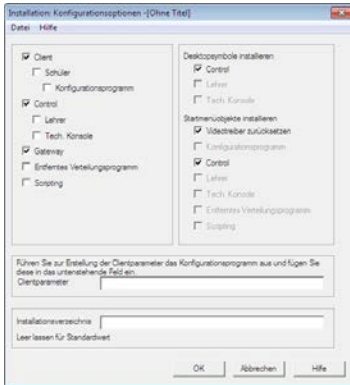 Installation: Konfigurationsoptionen -[Ohne Titel]
Datei Hilfe
Client
Schüler
Konfigurationsprogramm
Control
Lehrer
Tech. Konsole
Gateway
Entferntes Verteilungsprogramm
Scripting
Desktopsymbole installieren
Control
Lehrer
Tech. Konsole
Startmenüobjekte installieren
Videotreiber zurücksetzen
Konfigurationsprogramm
Control
Lehrer
Tech. Konsole
Entferntes Verteilungsprogramm
Scripting
Führen Sie zur Erstellung der Clientparameter das Konfigurationsprogramm aus und fügen Sie
diese in das untenstehende Feld ein.
Clientparameter
Installationsverzeichnis
Leer lassen für Standardwert
OK Abbrechen Hilfe